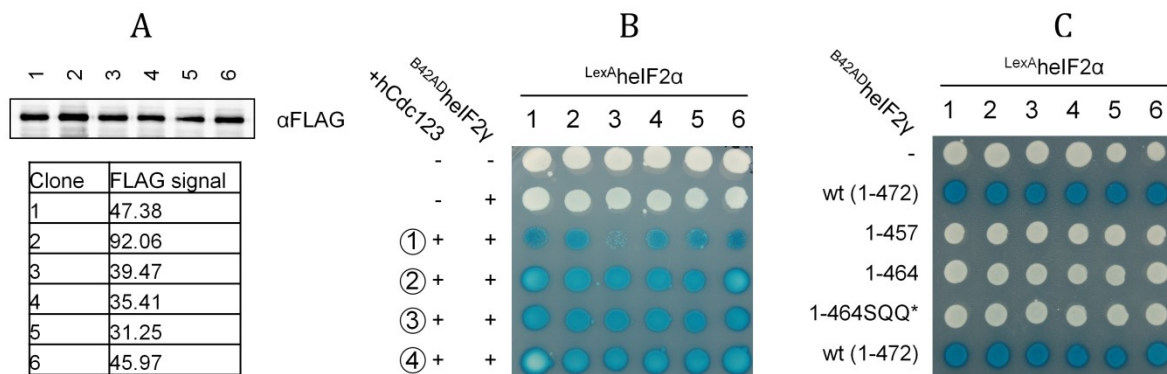 A
1 2 3 4 5 6
αFLAG
Clone FLAG signal
1 47.38
2 92.06
3 39.47
4 35.41
5 31.25
6 45.97
B
+hCdc123
B42ADheIF2γ
LexAheIF2α
1 2 3 4 5 6
- -
- +
① + +
② + +
③ + +
④ + +
C
B42ADheIF2γ
LexAheIF2α
1 2 3 4 5 6
-
wt (1-472)
1-457
1-464
1-464SQQ*
wt (1-472)